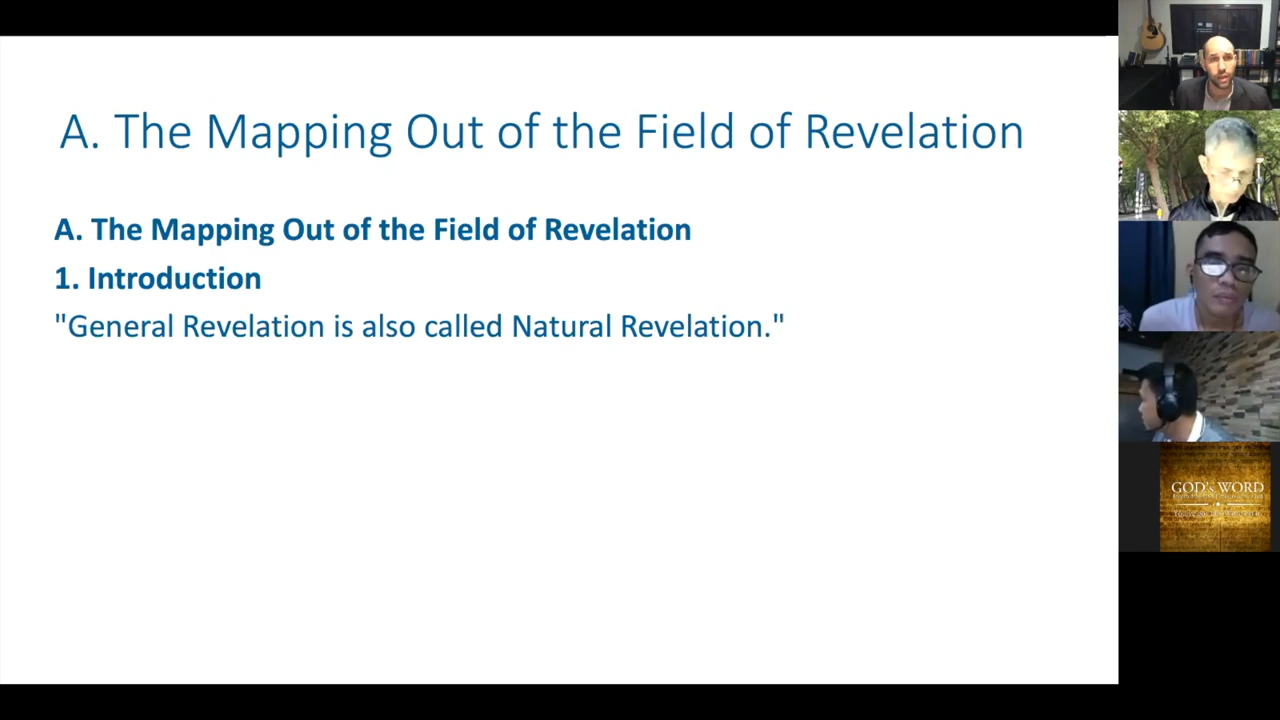 A. The Mapping Out of the Field of Revelation
A. The Mapping Out of the Field of Revelation
1. Introduction
"General Revelation is also called Natural Revelation."
GOD's WORD